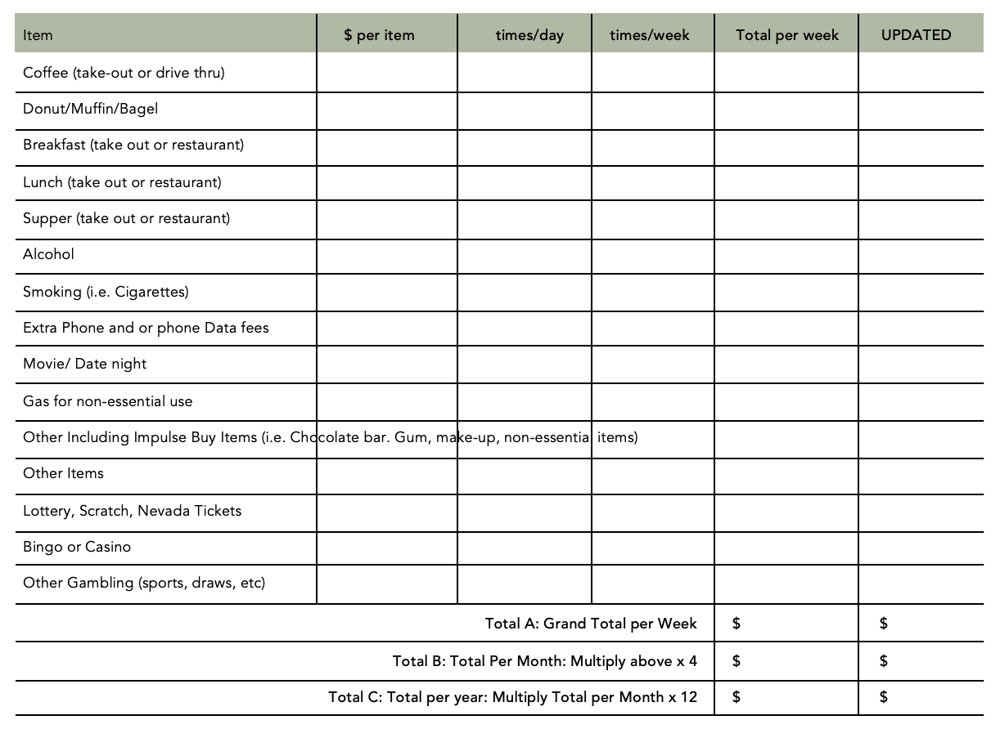 Item $ per item times/day times/week Total per week UPDATED
Coffee (take-out or drive thru)
Donut/Muffin/Bagel
Breakfast (take out or restaurant)
Lunch (take out or restaurant)
Supper (take out or restaurant)
Alcohol
Smoking (i.e. Cigarettes)
Extra Phone and or phone Data fees
Movie/ Date night
Gas for non-essential use
Other Including Impulse Buy Items (i.e. Chocolate bar. Gum, make-up, non-essential items)
Other Items
Lottery, Scratch, Nevada Tickets
Bingo or Casino
Other Gambling (sports, draws, etc)
Total A: Grand Total per Week $ $
Total B: Total Per Month: Multiply above x 4 $ $
Total C: Total per year: Multiply Total per Month x 12 $ $